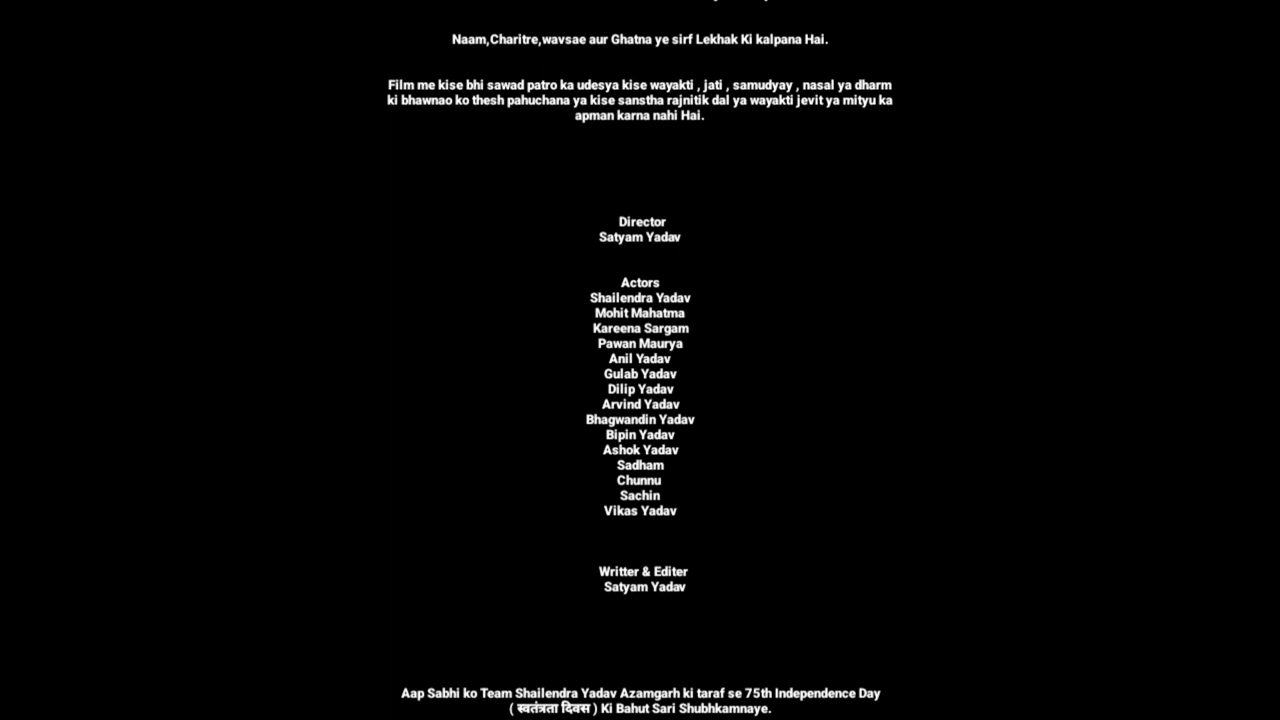 Naam,Charitre,wavsae aur Ghatna ye sirf Lekhak Ki kalpana Hai.
Film me kise bhi sawad patro ka udesya kise wayakti , jati , samudyay , nasal ya dharm
ki bhawnao ko thesh pahuchana ya kise sanstha rajnitik dal ya wayakti jevit ya mityu ka
apman karna nahi Hai.
Director
Satyam Yadav
Actors
Shailendra Yadav
Mohit Mahatma
Kareena Sargam
Pawan Maurya
Anil Yadav
Gulab Yadav
Dilip Yadav
Arvind Yadav
Bhagwandin Yadav
Bipin Yadav
Ashok Yadav
Sadham
Chunnu
Sachin
Vikas Yadav
Writter & Editer
Satyam Yadav
Aap Sabhi ko Team Shailendra Yadav Azamgarh ki taraf se 75th Independence Day
( स्वतंत्रता दिवस ) Ki Bahut Sari Shubhkamnaye.